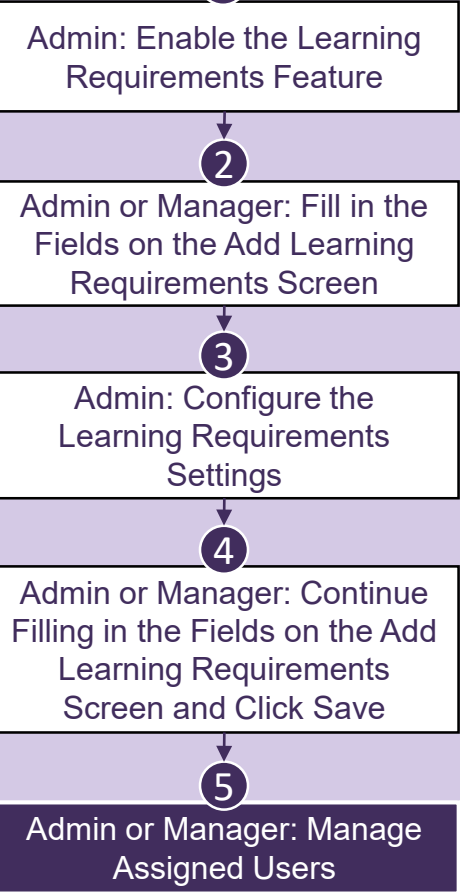 Admin: Enable the Learning
Requirements Feature
2
Admin or Manager: Fill in the
Fields on the Add Learning
Requirements Screen
3
Admin: Configure the
Learning Requirements
Settings
4
Admin or Manager: Continue
Filling in the Fields on the Add
Learning Requirements
Screen and Click Save
5
Admin or Manager: Manage
Assigned Users